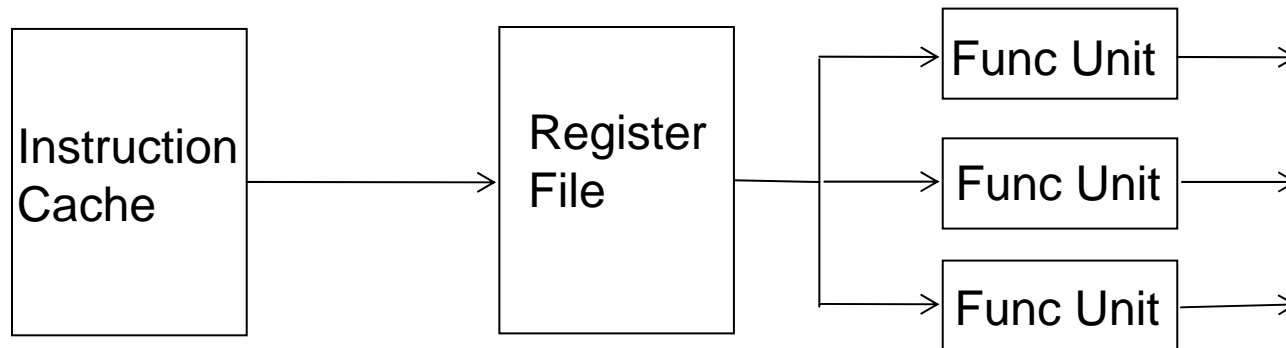 Instruction
Cache
Register
File
Func Unit
Func Unit
Func Unit